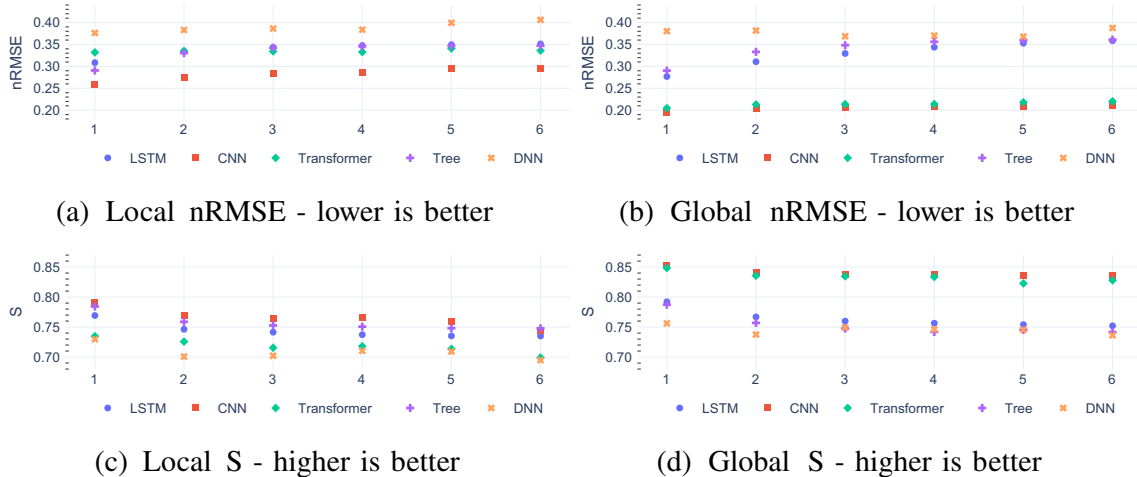 0.40
0.35
0.30
0.25
0.20
nRMSE
1 2 3 4 5 6
LSTM CNN Transformer Tree DNN
(a) Local nRMSE - lower is better
0.40
0.35
0.30
0.25
0.20
nRMSE
1 2 3 4 5 6
LSTM CNN Transformer Tree DNN
(b) Global nRMSE - lower is better
0.85
0.80
0.75
0.70
S
1 2 3 4 5 6
LSTM CNN Transformer Tree DNN
(c) Local S - higher is better
0.85
0.80
0.75
0.70
S
1 2 3 4 5 6
LSTM CNN Transformer Tree DNN
(d) Global S - higher is better